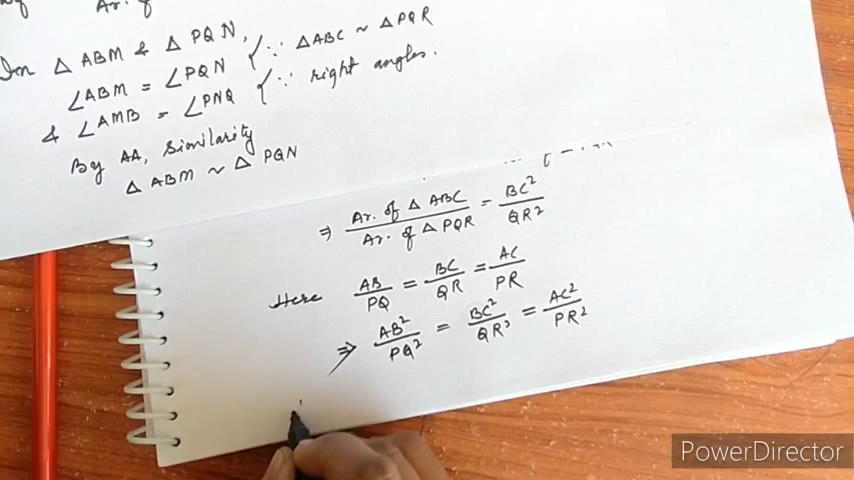 Ar. of
In △ ABM & △ PQN,
∠ABM = ∠PQN {∵ △ABC ~ △PQR
& ∠AMB = ∠PNQ {∵ right angles.
By AA, Similarity
△ ABM ~ △ PQN
⇒ Ar. of △ ABC / Ar. of △ PQR = BC² / QR²
Here AB/PQ = BC/QR = AC/PR
⇒ AB²/PQ² = BC²/QR² = AC²/PR²
PowerDirector